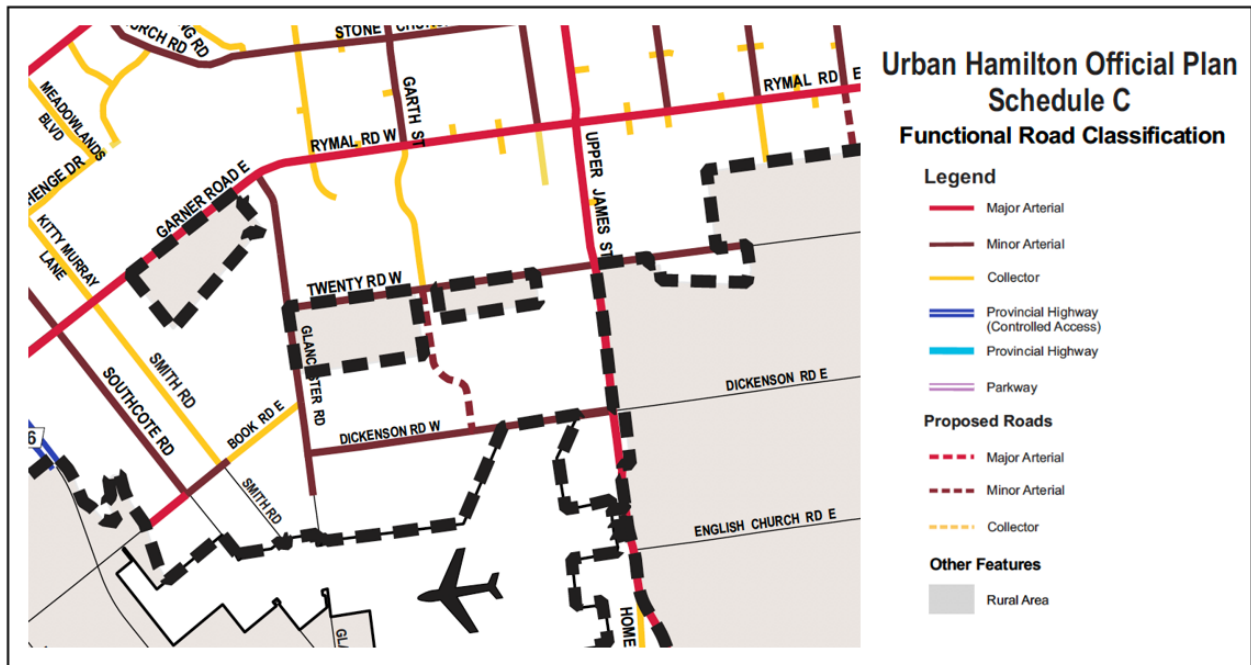 Urban Hamilton Official Plan
Schedule C
Functional Road Classification
Legend
Major Arterial
Minor Arterial
Collector
Provincial Highway
(Controlled Access)
Provincial Highway
Parkway
Proposed Roads
Major Arterial
Minor Arterial
Collector
Other Features
Rural Area
STONE
RD
MEADOWLANDS
BLVD
GARTH ST
RYMAL RD E
RYMAL RD W
UPPER JAMES ST
GARNER ROAD E
KITTY MURRAY
LANE
TWENTY RD W
GLANCASTER RD
SMITH RD
SOUTHCOTE RD
BOOK RD E
DICKENSON RD W
DICKENSON RD E
SMITH RD
ENGLISH CHURCH RD E
HOME
6